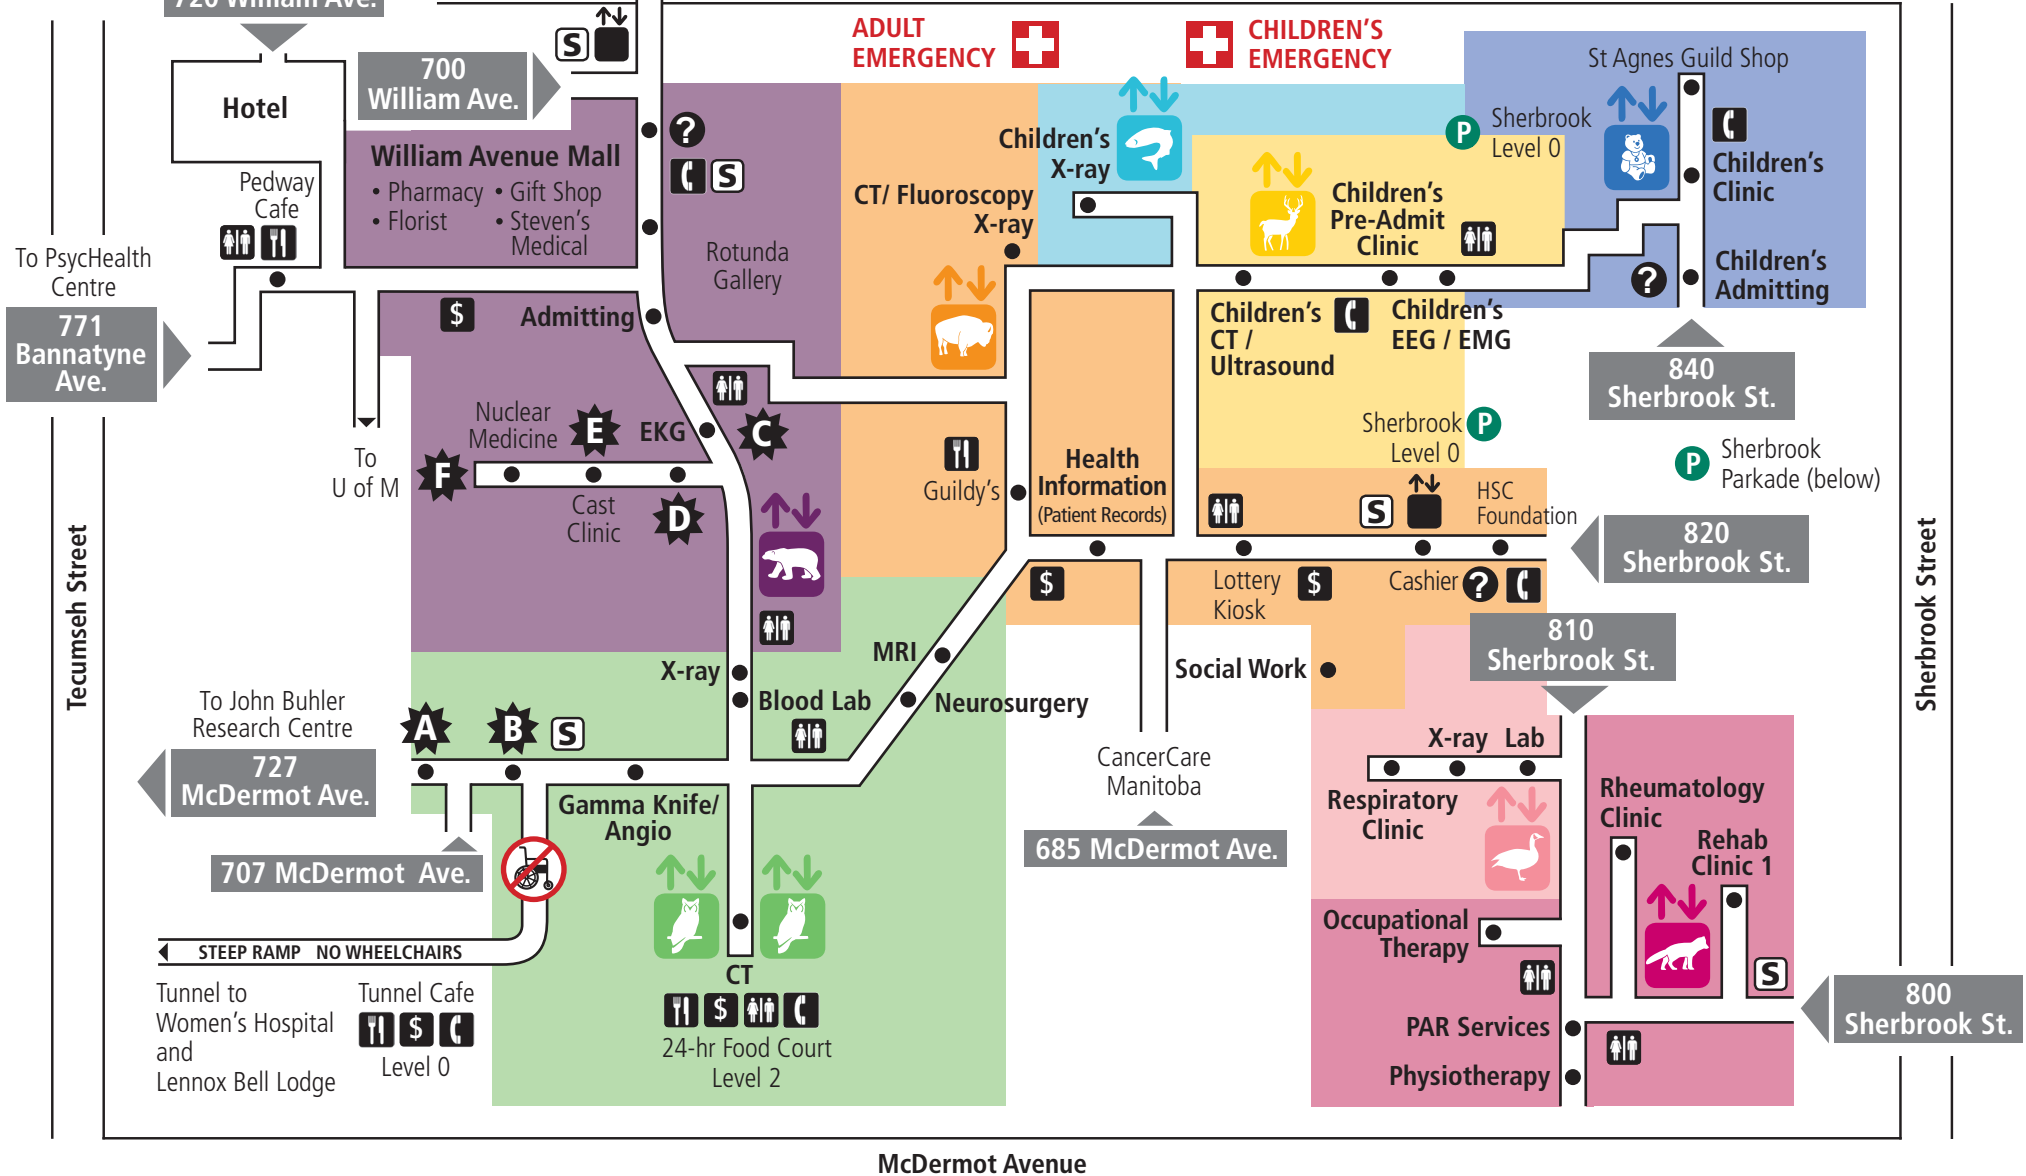 720 William Ave.
ADULT
EMERGENCY
CHILDREN'S
EMERGENCY
S
700
William Ave.
Hotel
St Agnes Guild Shop
?
P
Sherbrook
Level 0
Children's
X-ray
William Avenue Mall
• Pharmacy
• Gift Shop
• Florist
• Steven's
Medical
S
Pedway
Cafe
CT/ Fluoroscopy
X-ray
Children's
Pre-Admit
Clinic
Children's
Clinic
To PsycHealth
Centre
Rotunda
Gallery
?
Children's
Admitting
771
Bannatyne
Ave.
$
Admitting
Children's
CT /
Ultrasound
Children's
EEG / EMG
840
Sherbrook St.
Nuclear
Medicine
E
EKG
C
Sherbrook
Level 0
P
To
U of M
F
Cast
Clinic
D
Guildy's
Health
Information
(Patient Records)
P
Sherbrook
Parkade (below)
S
HSC
Foundation
820
Sherbrook St.
Tecumseh Street
Sherbrook Street
$
Lottery
Kiosk
$
Cashier
?
810
Sherbrook St.
X-ray
MRI
Social Work
Blood Lab
Neurosurgery
To John Buhler
Research Centre
A
B
S
727
McDermot Ave.
CancerCare
Manitoba
X-ray
Lab
Gamma Knife/
Angio
Respiratory
Clinic
Rheumatology
Clinic
685 McDermot Ave.
Rehab
Clinic 1
707 McDermot Ave.
Occupational
Therapy
STEEP RAMP NO WHEELCHAIRS
CT
S
Tunnel to
Women's Hospital
and
Lennox Bell Lodge
Tunnel Cafe
$
Level 0
$
24-hr Food Court
Level 2
800
Sherbrook St.
PAR Services
Physiotherapy
McDermot Avenue